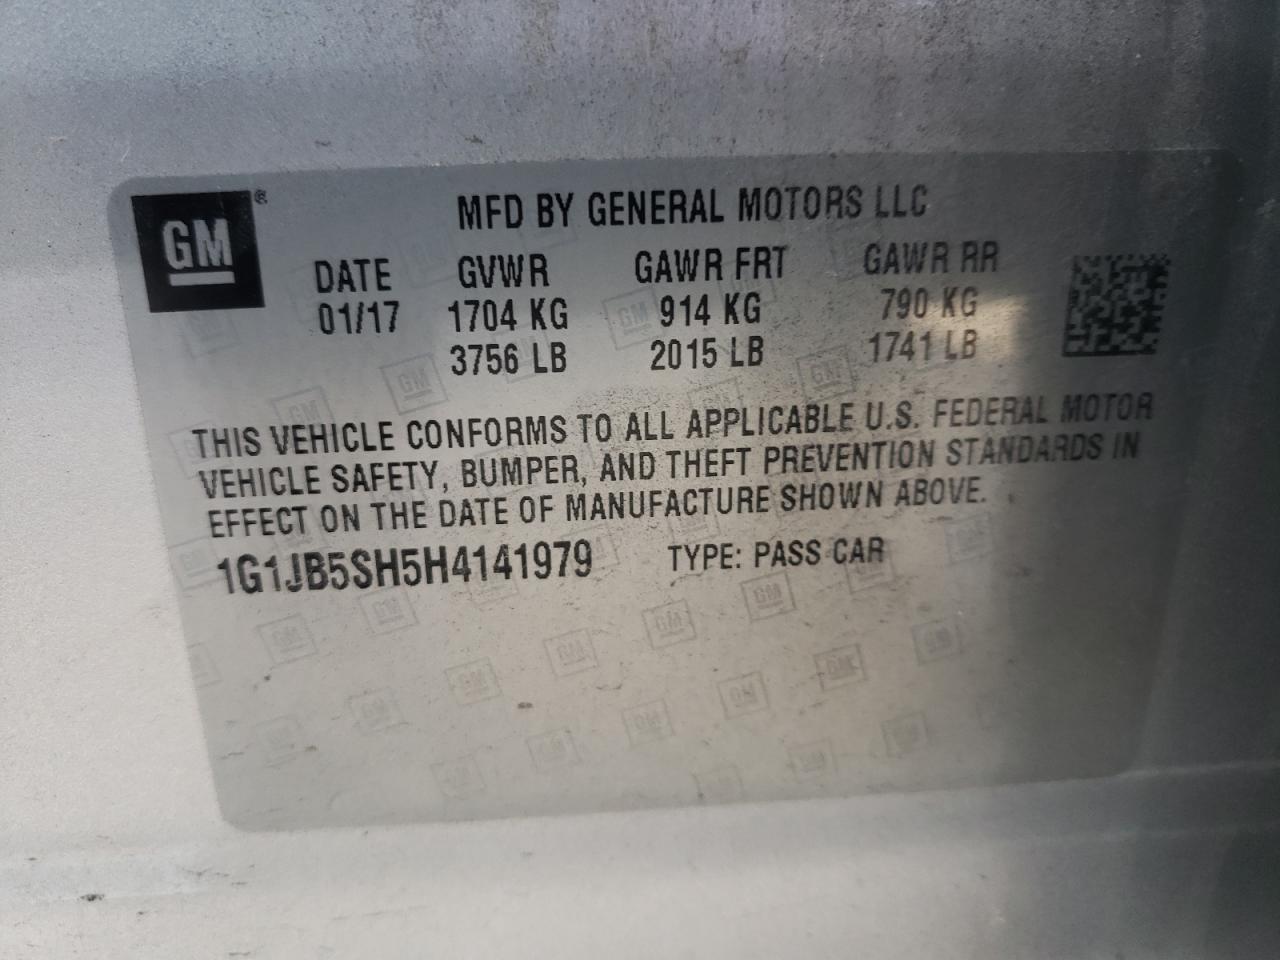 GM®
MFD BY GENERAL MOTORS LLC
DATE GVWR GAWR FRT GAWR RR
01/17 1704 KG 914 KG 790 KG
3756 LB 2015 LB 1741 LB
THIS VEHICLE CONFORMS TO ALL APPLICABLE U.S. FEDERAL MOTOR
VEHICLE SAFETY, BUMPER, AND THEFT PREVENTION STANDARDS IN
EFFECT ON THE DATE OF MANUFACTURE SHOWN ABOVE.
1G1JB5SH5H4141979 TYPE: PASS CAR